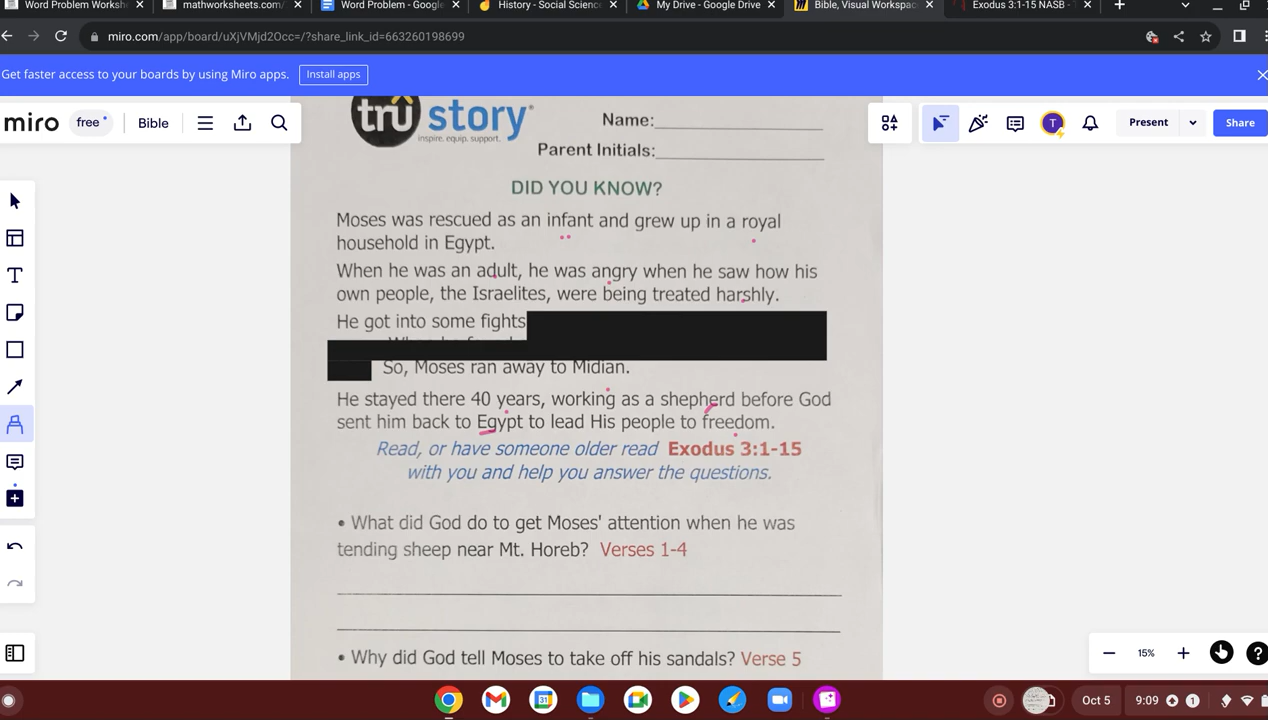 Word Problem Workshe
mathworksheets.com/
Word Problem - Google
History - Social Science
My Drive - Google Drive
Bible, Visual Workspac
Exodus 3:1-15 NASB - T
miro.com/app/board/uXjVMjd2Occ=/?share_link_id=663260198699
Get faster access to your boards by using Miro apps.
Install apps
miro
free
Bible
Present
Share
T
trū story®
inspire. equip. support.
Name:
Parent Initials:
DID YOU KNOW?
Moses was rescued as an infant and grew up in a royal
household in Egypt.
When he was an adult, he was angry when he saw how his
own people, the Israelites, were being treated harshly.
He got into some fights
So, Moses ran away to Midian.
He stayed there 40 years, working as a shepherd before God
sent him back to Egypt to lead His people to freedom.
Read, or have someone older read Exodus 3:1-15
with you and help you answer the questions.
• What did God do to get Moses' attention when he was
tending sheep near Mt. Horeb? Verses 1-4
• Why did God tell Moses to take off his sandals? Verse 5
15%
?
31
Oct 5
9:09
1